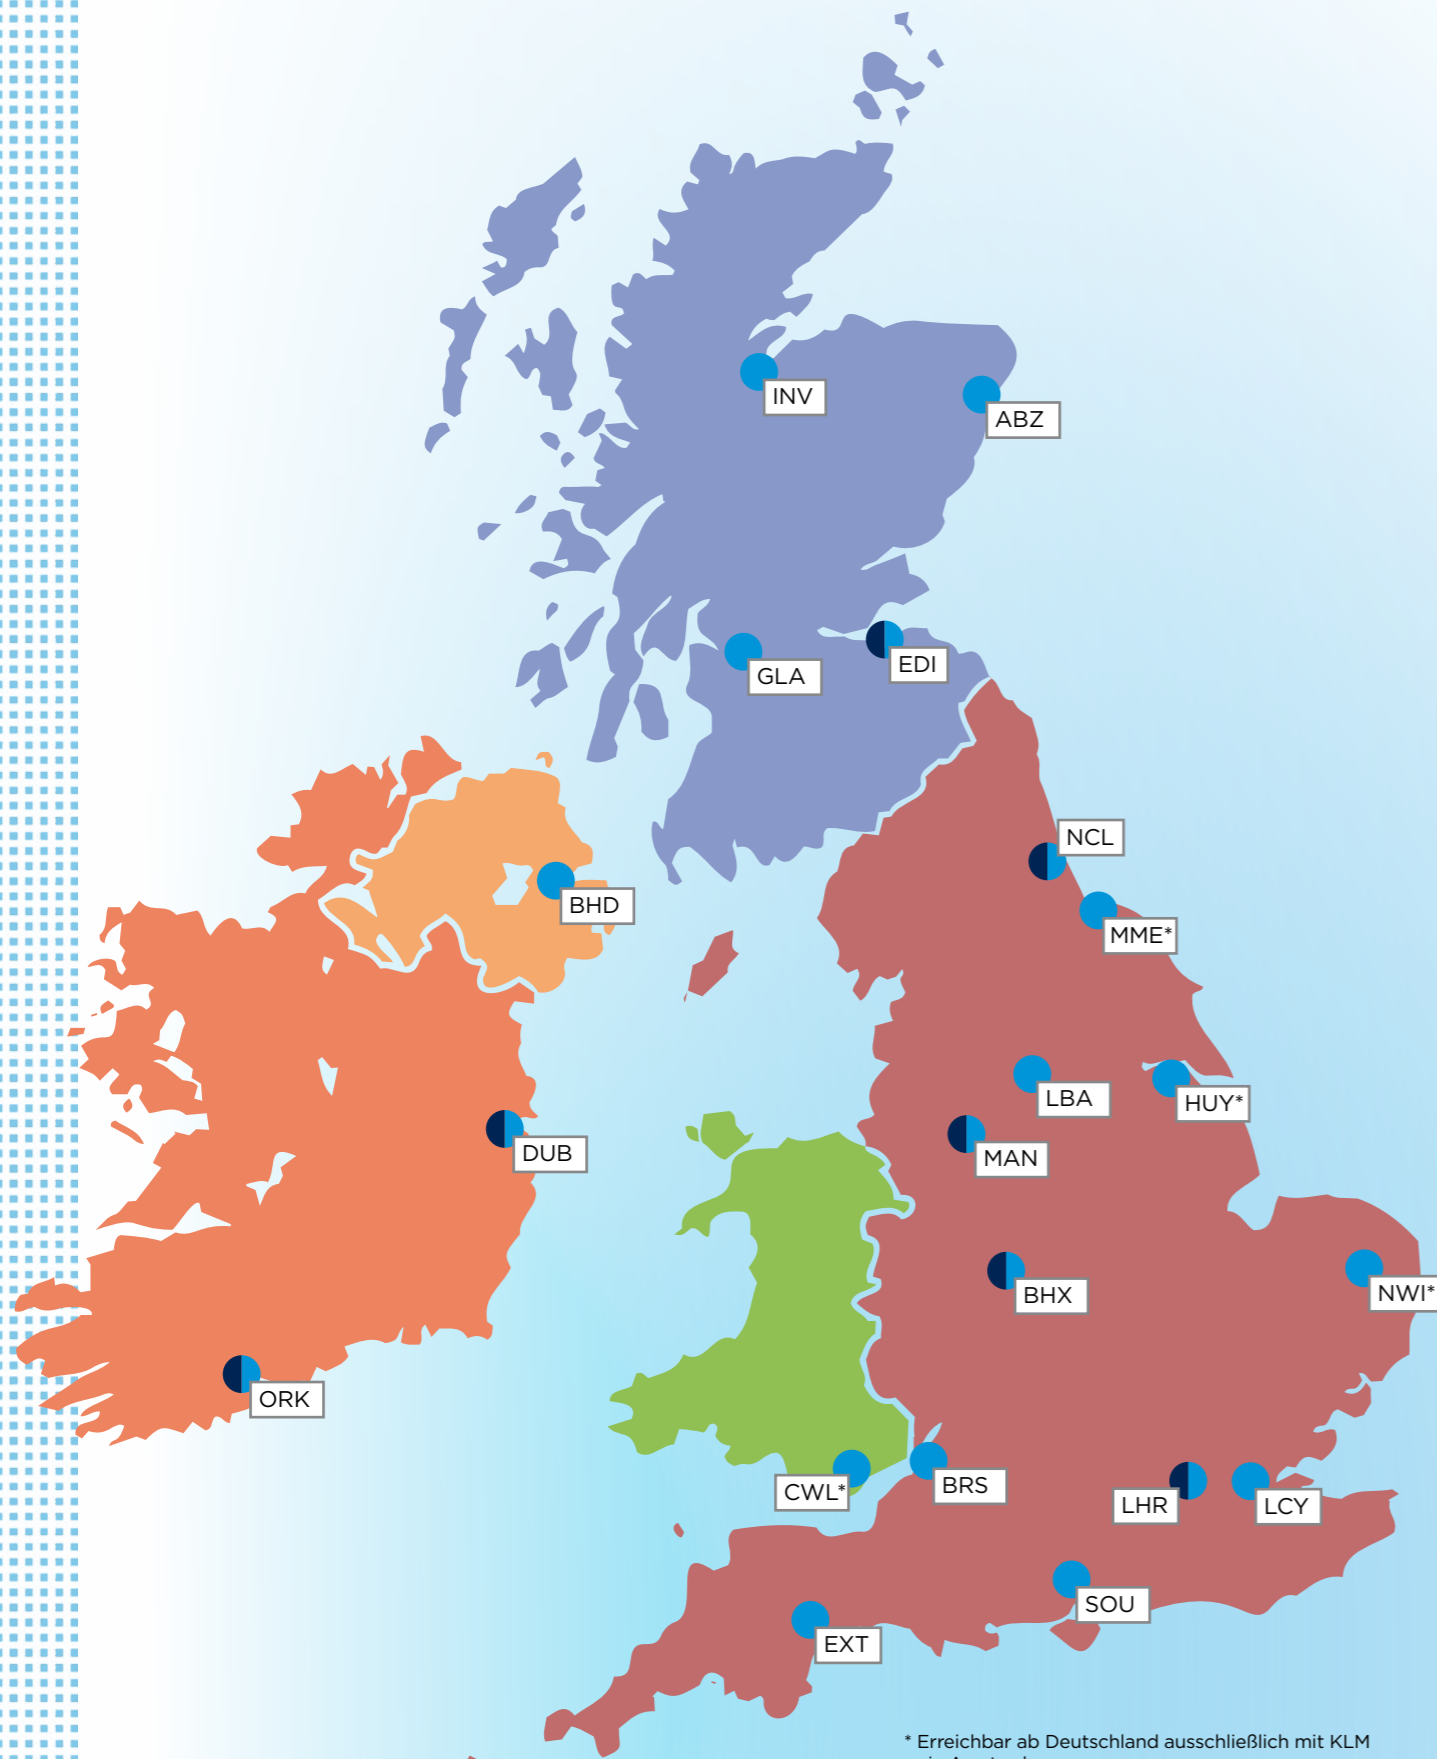 INV
ABZ
EDI
GLA
NCL
BHD
MME*
LBA
HUY*
DUB
MAN
NWI*
BHX
ORK
BRS
CWL*
LHR
LCY
SOU
EXT
* Erreichbar ab Deutschland ausschließlich mit KLM